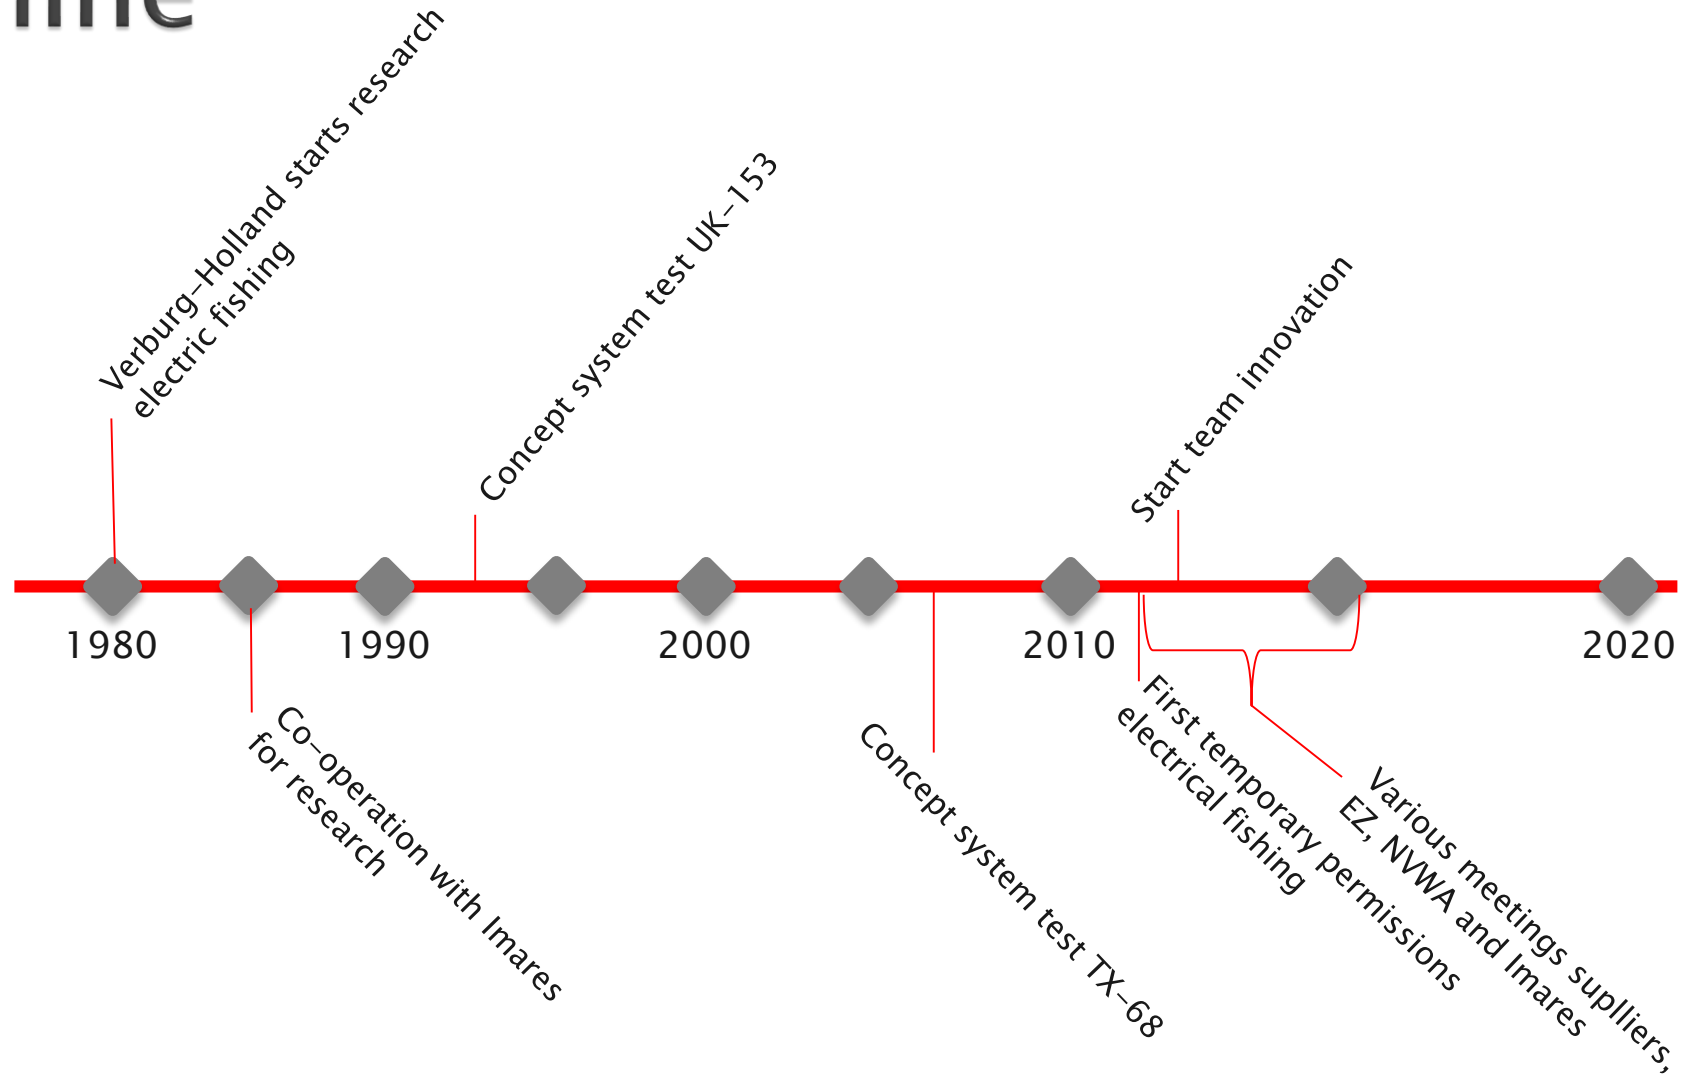 Verburg-Holland starts research
electric fishing
Concept system test UK-153
Start team innovation
1980
1990
2000
2010
2020
Co-operation with Imares
for research
Concept system test TX-68
First temporary permissions
electrical fishing
Various meetings suplliers,
EZ, NVWA and Imares